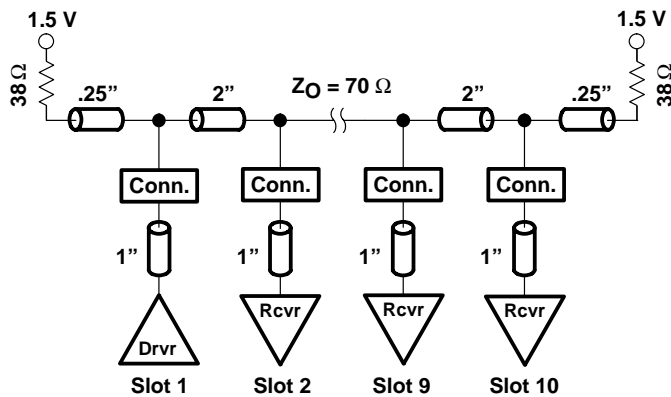 1.5 V
1.5 V
38 Ω
38 Ω
.25”
2”
ZO = 70 Ω
2”
.25”
Conn.
Conn.
Conn.
Conn.
1”
1”
1”
1”
Drvr
Rcvr
Rcvr
Rcvr
Slot 1
Slot 2
Slot 9
Slot 10